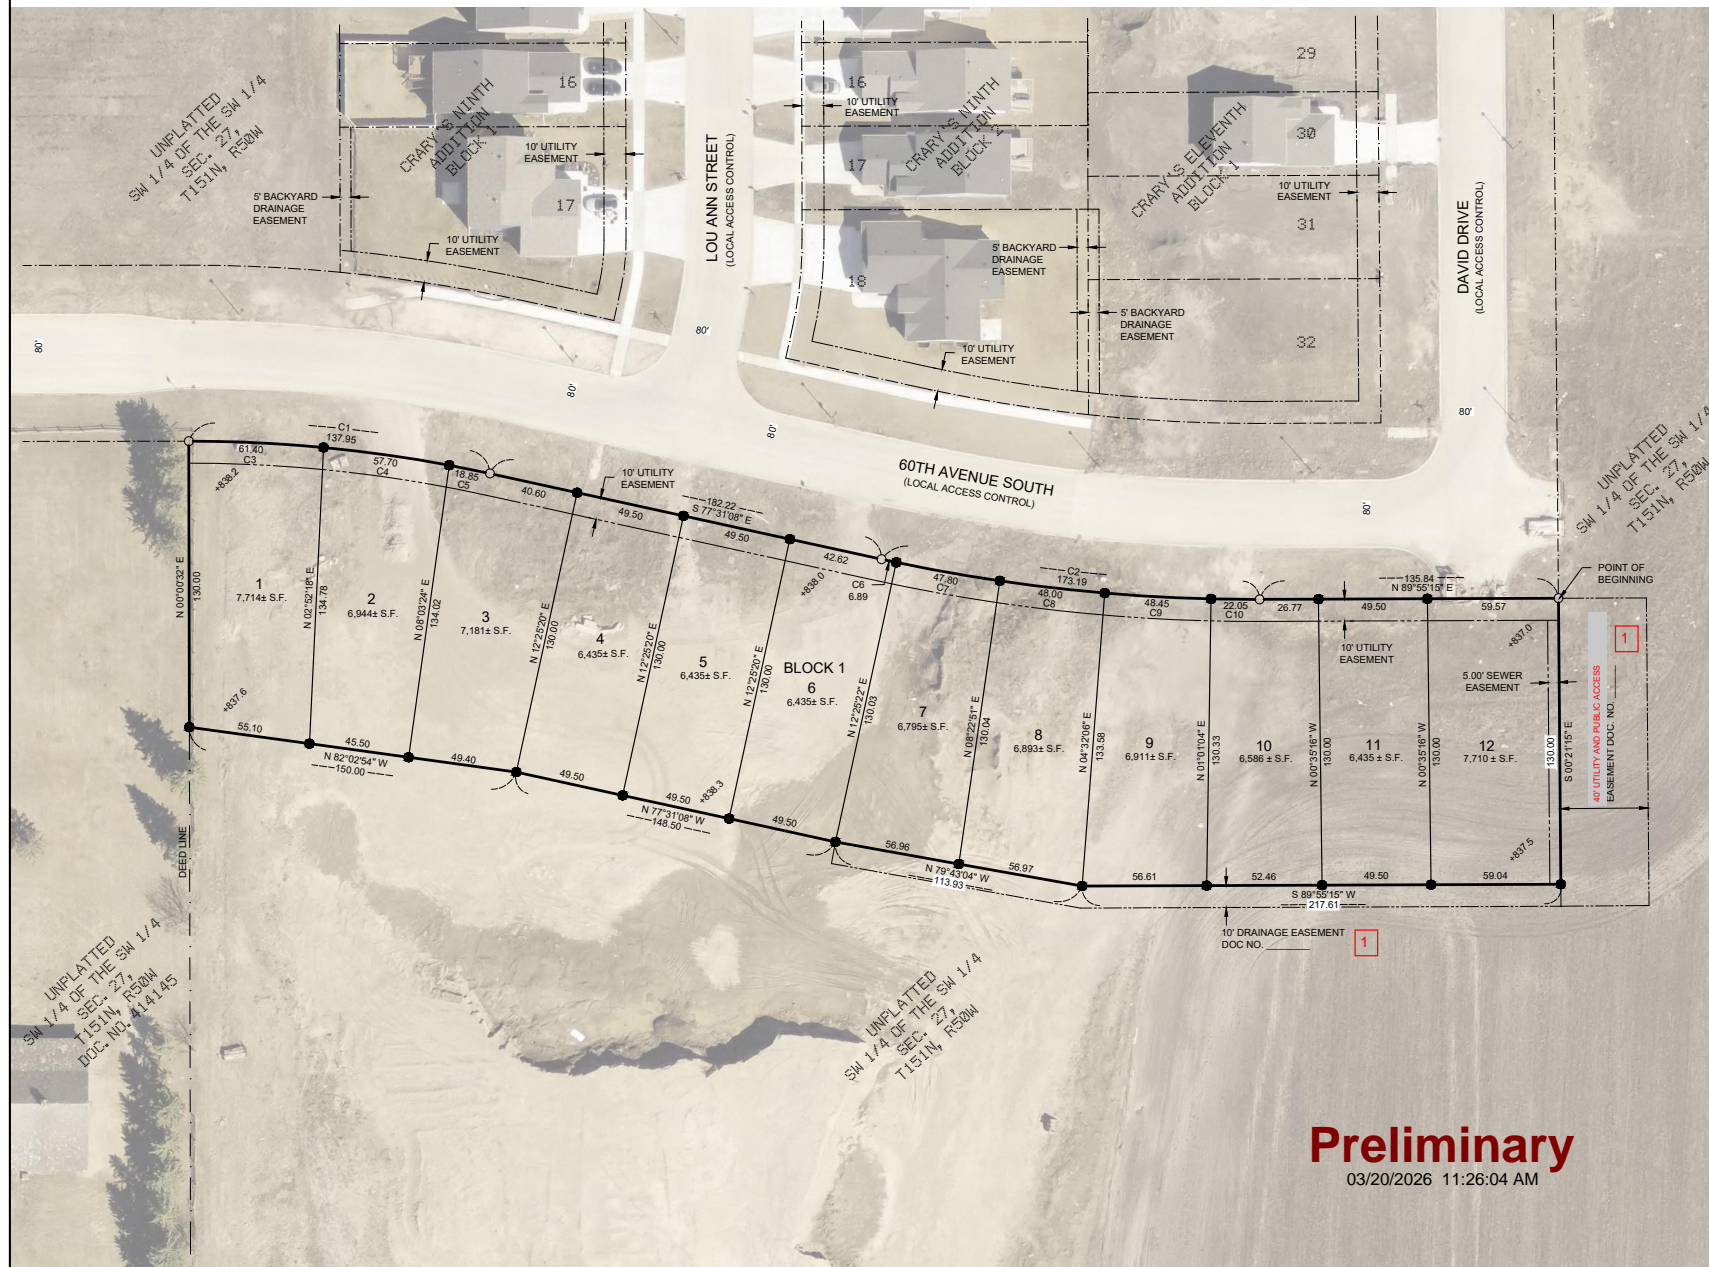 UNPLATTED
SW 1/4 OF THE SW 1/4
SEC. 27,
T151N, R50W
16
CRARY'S NINTH
ADDITION
BLOCK 1
10' UTILITY
EASEMENT
17
5' BACKYARD
DRAINAGE
EASEMENT
10' UTILITY
EASEMENT
LOU ANN STREET
(LOCAL ACCESS CONTROL)
16
10' UTILITY
EASEMENT
CRARY'S NINTH
ADDITION
BLOCK 2
17
18
5' BACKYARD
DRAINAGE
EASEMENT
10' UTILITY
EASEMENT
29
30
CRARY'S ELEVENTH
ADDITION
BLOCK 1
10' UTILITY
EASEMENT
31
5' BACKYARD
DRAINAGE
EASEMENT
32
DAVID DRIVE
(LOCAL ACCESS CONTROL)
80'
80'
80'
80'
80'
80'
60TH AVENUE SOUTH
(LOCAL ACCESS CONTROL)
UNPLATTED
SW 1/4 OF THE SW 1/4
SEC. 27,
T151N, R50W
C1
137.95
61.40
C3
57.70
C4
18.85
C5
40.60
10' UTILITY
EASEMENT
49.50
182.22
S 77°31'08" E
49.50
42.62
C6
6.89
47.80
C7
C2
173.19
48.00
C8
48.45
C9
22.05
C10
26.77
135.84
N 89°55'15" E
49.50
59.57
POINT OF
BEGINNING
+838.2
+838.0
+837.0
N 00°00'32" E
130.00
1
7,714± S.F.
N 02°52'18" E
134.78
2
6,944± S.F.
N 08°03'24" E
134.02
3
7,181± S.F.
N 12°25'20" E
130.00
4
6,435± S.F.
N 12°25'20" E
130.00
5
6,435± S.F.
N 12°25'20" E
130.00
BLOCK 1
6
6,435± S.F.
N 12°25'22" E
130.03
7
6,795± S.F.
N 08°22'51" E
130.04
8
6,893± S.F.
N 04°32'06" E
133.58
9
6,911± S.F.
N 01°01'04" E
130.33
10
6,586 ± S.F.
N 00°35'16" W
130.00
10' UTILITY
EASEMENT
11
6,435 ± S.F.
N 00°35'16" W
130.00
12
7,710 ± S.F.
5.00' SEWER
EASEMENT
130.00
S 00°21'15" E
40' UTILITY AND PUBLIC ACCESS
EASEMENT DOC. NO. ______
1
+837.6
+838.3
+837.5
55.10
45.50
N 82°02'54" W
150.00
49.40
49.50
49.50
N 77°31'08" W
148.50
49.50
56.96
N 79°43'04" W
113.93
56.97
56.61
52.46
S 89°55'15" W
217.61
49.50
59.04
10' DRAINAGE EASEMENT
DOC NO. ________
1
DEED LINE
UNPLATTED
SW 1/4 OF THE SW 1/4
SEC. 27,
T151N, R50W
DOC. NO. 414145
UNPLATTED
SW 1/4 OF THE SW 1/4
SEC. 27,
T151N, R50W
Preliminary
03/20/2026 11:26:04 AM